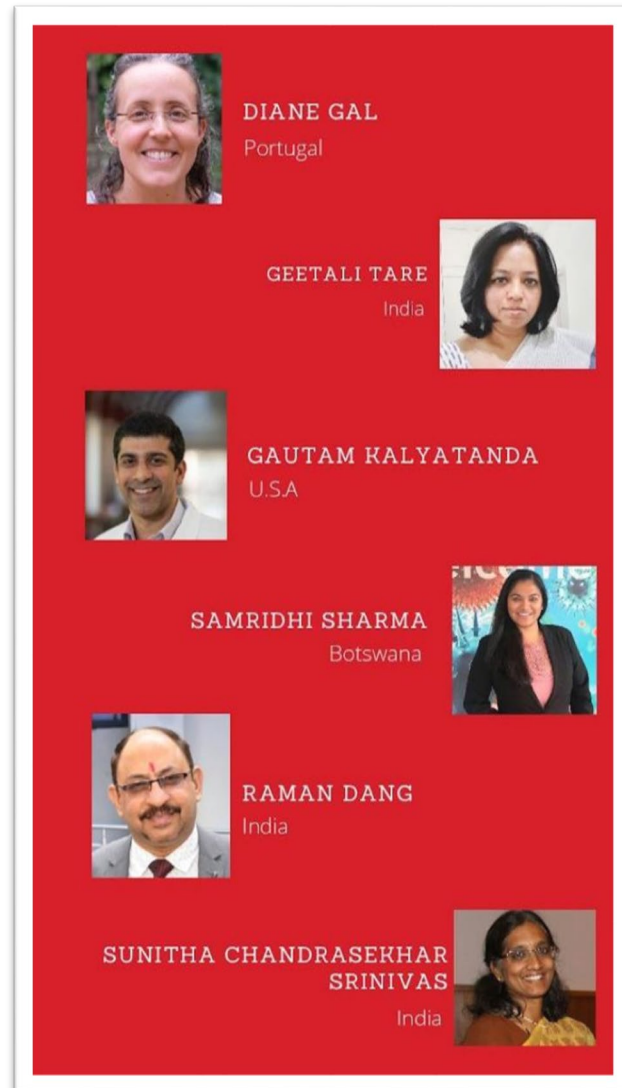 DIANE GAL
Portugal
GEETALI TARE
India
GAUTAM KALYATANDA
U.S.A
SAMRIDHI SHARMA
Botswana
RAMAN DANG
India
SUNITHA CHANDRASEKHAR
SRINIVAS
India